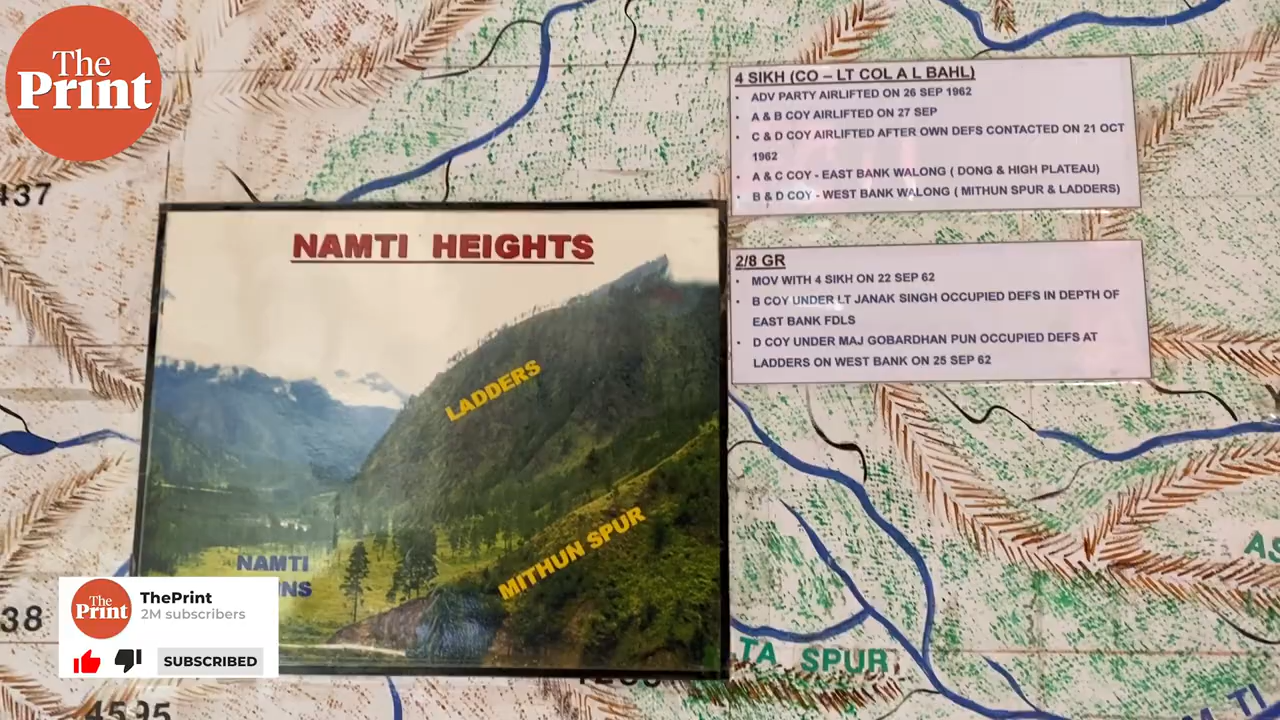 The
Print
437
4 SIKH (CO – LT COL A L BAHL)
• ADV PARTY AIRLIFTED ON 26 SEP 1962
• A & B COY AIRLIFTED ON 27 SEP
• C & D COY AIRLIFTED AFTER OWN DEFS CONTACTED ON 21 OCT
1962
• A & C COY - EAST BANK WALONG ( DONG & HIGH PLATEAU)
• B & D COY - WEST BANK WALONG ( MITHUN SPUR & LADDERS)
2/8 GR
• MOV WITH 4 SIKH ON 22 SEP 62
• B COY UNDER LT JANAK SINGH OCCUPIED DEFS IN DEPTH OF
EAST BANK FDLS
• D COY UNDER MAJ GOBARDHAN PUN OCCUPIED DEFS AT
LADDERS ON WEST BANK ON 25 SEP 62
NAMTI HEIGHTS
LADDERS
MITHUN SPUR
NAMTI
AS
38
The
Print
ThePrint
2M subscribers
SUBSCRIBED
TA SPUR
4595
TI